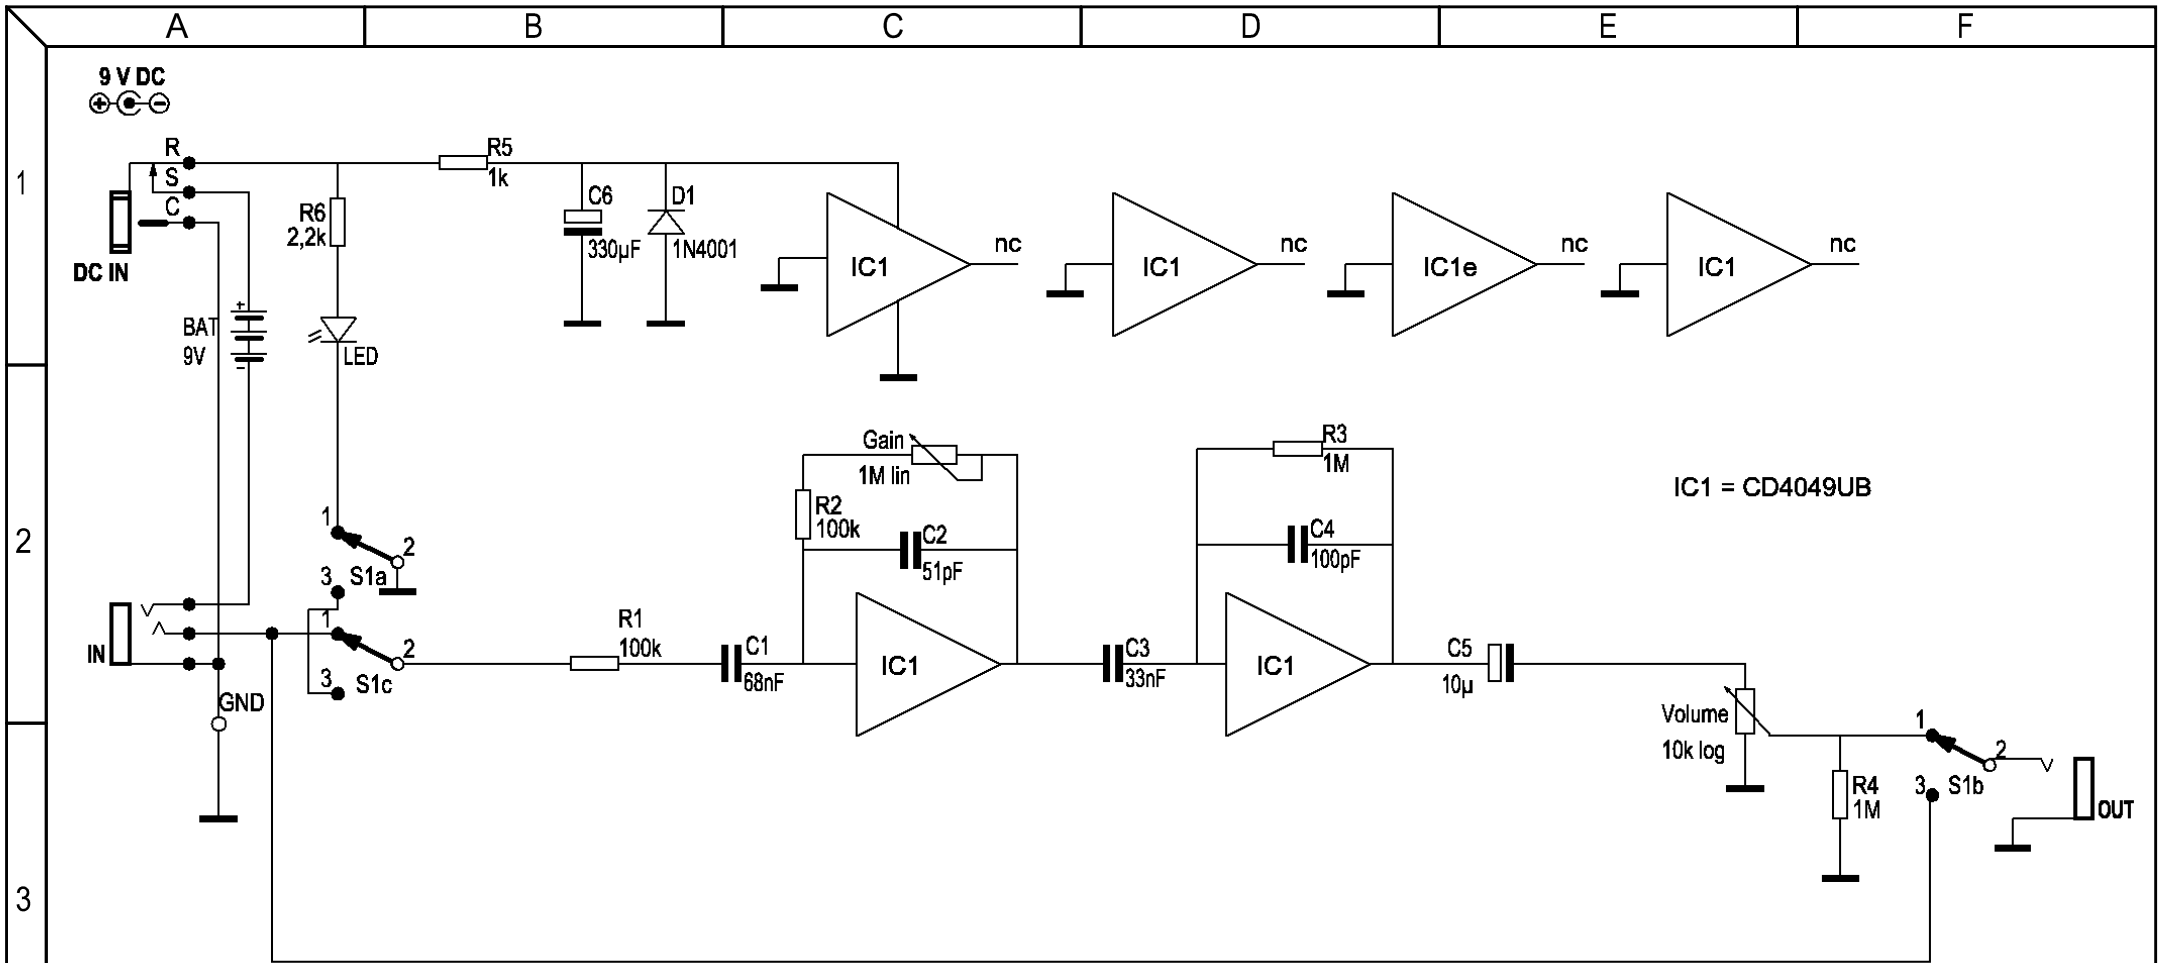 A B C D E F
1
2
3
9 V DC
R
S
C
DC IN
R5
1k
R6
2,2k
C6
330µF
D1
1N4001
IC1
nc
IC1
nc
IC1e
nc
IC1
nc
+
BAT
9V
-
LED
Gain
1M lin
R2
100k
C2
51pF
R3
1M
C4
100pF
IC1 = CD4049UB
1
2
3
S1a
1
2
3
S1c
IN
GND
R1
100k
C1
68nF
IC1
C3
33nF
IC1
C5
10µ
Volume
10k log
1
2
3
S1b
R4
1M
OUT